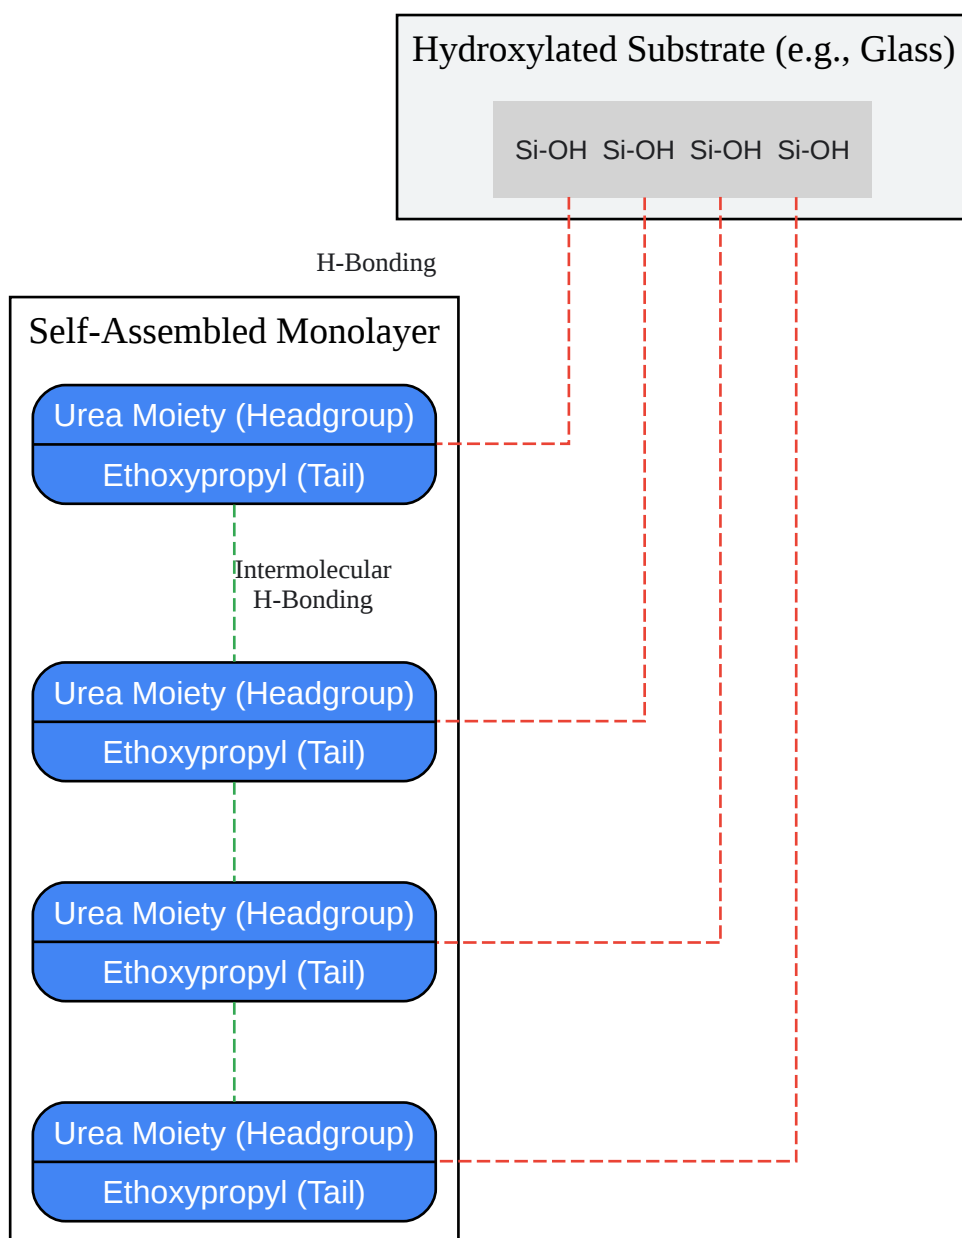 Hydroxylated Substrate (e.g., Glass)
Si-OH Si-OH Si-OH Si-OH
H-Bonding
Self-Assembled Monolayer
Urea Moiety (Headgroup)
Ethoxypropyl (Tail)
Intermolecular
H-Bonding
Urea Moiety (Headgroup)
Ethoxypropyl (Tail)
Urea Moiety (Headgroup)
Ethoxypropyl (Tail)
Urea Moiety (Headgroup)
Ethoxypropyl (Tail)